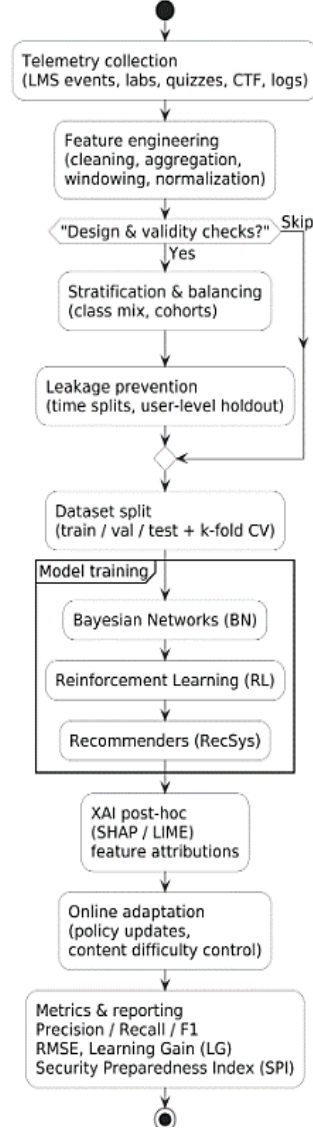 Telemetry collection
(LMS events, labs, quizzes, CTF, logs)
Feature engineering
(cleaning, aggregation,
windowing, normalization)
"Design & validity checks?"
Skip
Yes
Stratification & balancing
(class mix, cohorts)
Leakage prevention
(time splits, user-level holdout)
Dataset split
(train / val / test + k-fold CV)
Model training
Bayesian Networks (BN)
Reinforcement Learning (RL)
Recommenders (RecSys)
XAI post-hoc
(SHAP / LIME)
feature attributions
Online adaptation
(policy updates,
content difficulty control)
Metrics & reporting
Precision / Recall / F1
RMSE, Learning Gain (LG)
Security Preparedness Index (SPI)